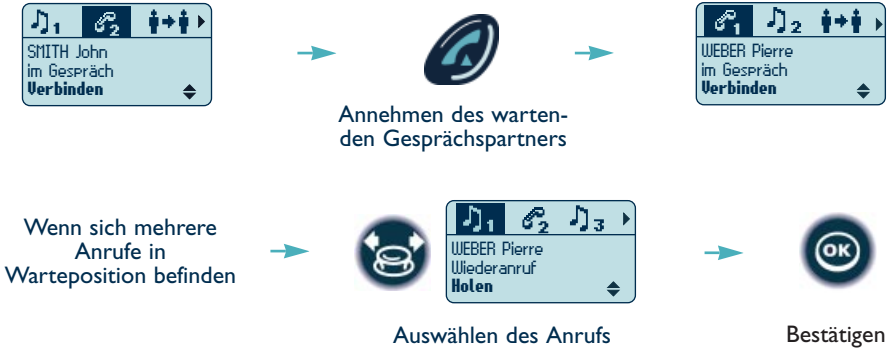 1 2
SMITH John
im Gespräch
Verbinden
Annehmen des warten-
den Gesprächspartners
1 2
WEBER Pierre
im Gespräch
Verbinden
Wenn sich mehrere
Anrufe in
Warteposition befinden
1 2 3
WEBER Pierre
Wiederanruf
Holen
Auswählen des Anrufs
OK
Bestätigen